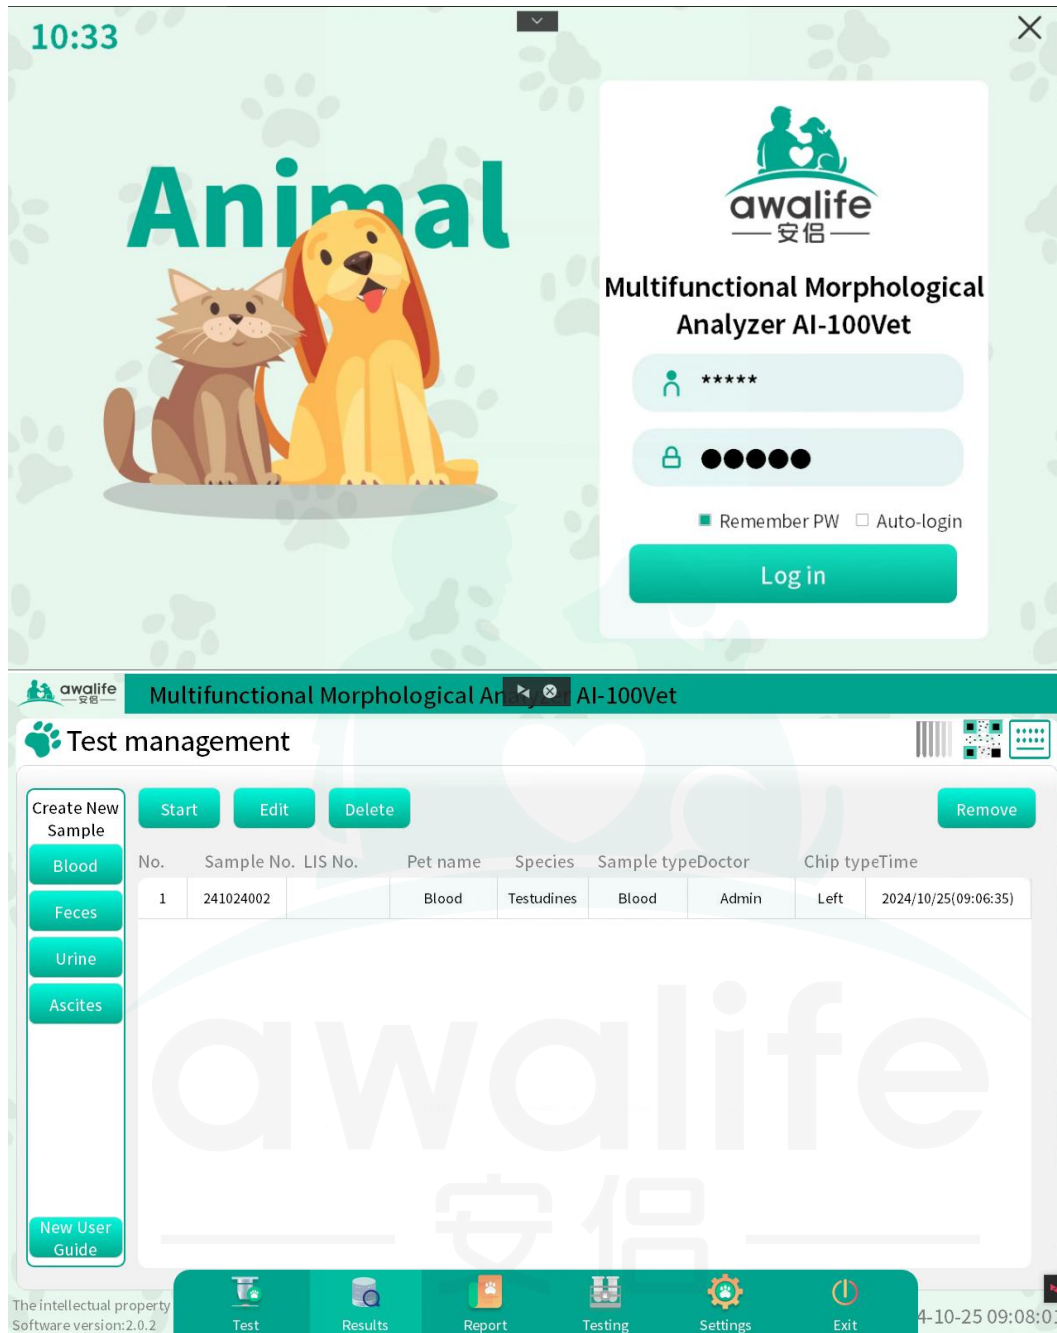 10:33
Animal
awalife
安侣
Multifunctional Morphological
Analyzer AI-100Vet
*****
●●●●●
Remember PW Auto-login
Log in
awalife
安侣
Multifunctional Morphological AI-100Vet
Test management
Create New
Sample
Start Edit Delete Remove
Blood
Feces
Urine
Ascites
No. Sample No. LIS No. Pet name Species Sample type Doctor Chip type Time
1 241024002 Blood Testudines Blood Admin Left 2024/10/25(09:06:35)
awalife
安侣
New User
Guide
The intellectual property
Software version:2.0.2
Test Results Report Testing Settings Exit
4-10-25 09:08:0